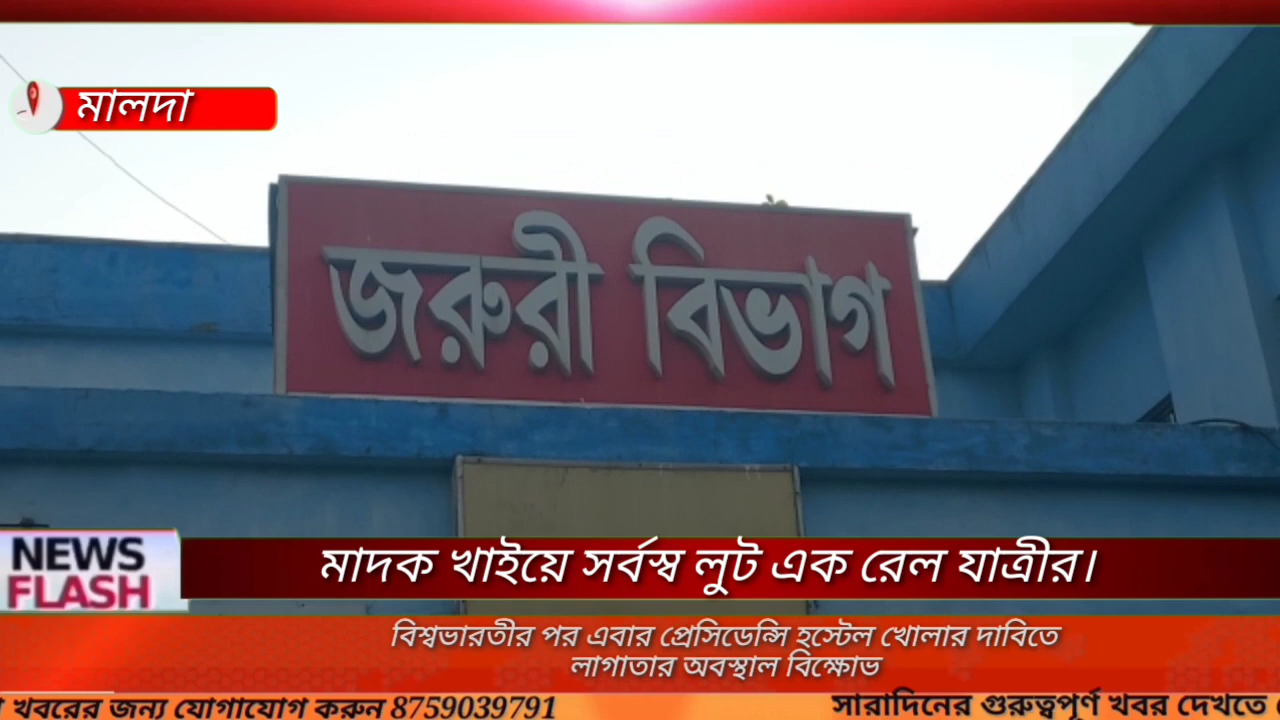 মালদা
জরুরী বিভাগ
NEWS
FLASH
মাদক খাইয়ে সর্বস্ব লুট এক রেল যাত্রীর।
বিশ্বভারতীর পর এবার প্রেসিডেন্সি হস্টেল খোলার দাবিতে
লাগাতার অবস্থান বিক্ষোভ
খবরের জন্য যোগাযোগ করুন 8759039791
সারাদিনের গুরুত্বপূর্ণ খবর দেখতে